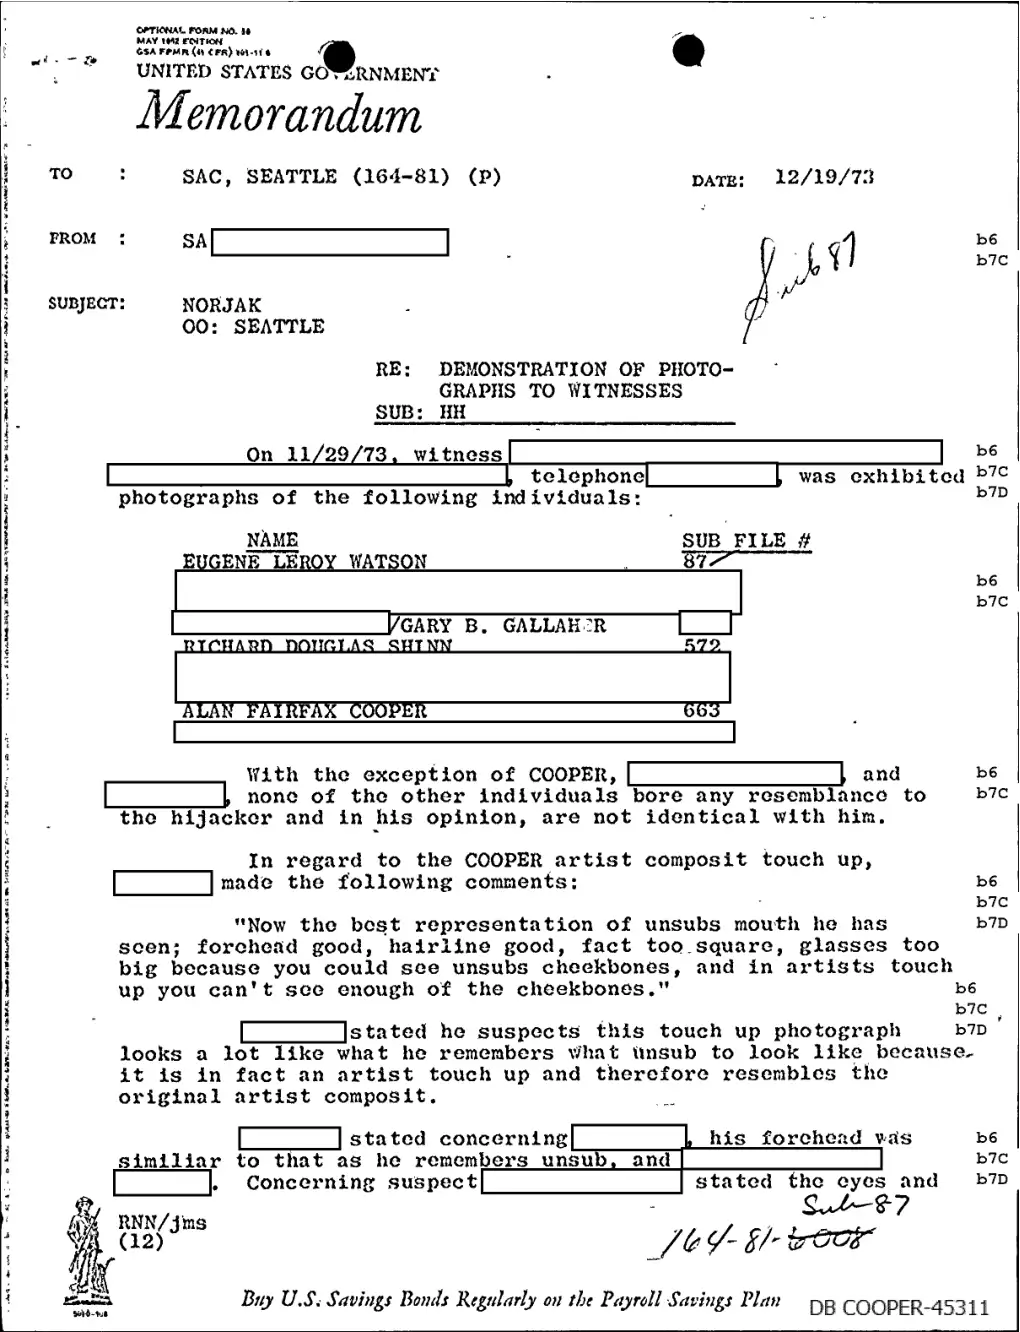 OPTIONAL FORM NO. 10
MAY 1962 EDITION
GSA FPMR (41 CFR) 101-11.6
UNITED STATES GOVERNMENT
Memorandum
TO : SAC, SEATTLE (164-81) (P) DATE: 12/19/73
FROM : SA b6
b7C
Sub 87
SUBJECT: NORJAK
OO: SEATTLE
RE: DEMONSTRATION OF PHOTO-
GRAPHS TO WITNESSES
SUB: HH
On 11/29/73, witness b6
, telephone , was exhibited b7C
photographs of the following individuals: b7D
NAME SUB FILE #
EUGENE LEROY WATSON 87
b6
b7C
/GARY B. GALLAHER
RICHARD DOUGLAS SHINN 572
ALAN FAIRFAX COOPER 663
With the exception of COOPER, , and b6
, none of the other individuals bore any resemblance to b7C
the hijacker and in his opinion, are not identical with him.
In regard to the COOPER artist composit touch up,
made the following comments: b6
b7C
"Now the best representation of unsubs mouth he has b7D
seen; forehead good, hairline good, fact too square, glasses too
big because you could see unsubs cheekbones, and in artists touch
up you can't see enough of the cheekbones." b6
b7C
stated he suspects this touch up photograph b7D
looks a lot like what he remembers what unsub to look like because
it is in fact an artist touch up and therefore resembles the
original artist composit.
stated concerning , his forehead was b6
similiar to that as he remembers unsub, and b7C
. Concerning suspect stated the eyes and b7D
Sub-87
RNN/jms
(12)
164-81-6008
5010-108
Buy U.S. Savings Bonds Regularly on the Payroll Savings Plan
DB COOPER-45311